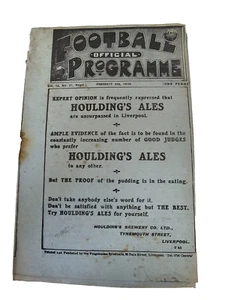 FOOTBALL
OFFICIAL
PROGRAMME
ONE PENNY
EXPERT OPINION is frequently expressed that
HOULDING'S ALES
are unsurpassed in Liverpool.
AMPLE EVIDENCE of the fact is to be found in the
constantly increasing number of GOOD JUDGES
who prefer
HOULDING'S ALES
to any other.
But THE PROOF of the pudding is in the eating.
Don't take anybody else's word for it.
Don't be satisfied with anything but THE BEST.
Try HOULDING'S ALES for yourself.
HOULDING'S BREWERY CO. LTD.,
TYNEMOUTH STREET,
LIVERPOOL.